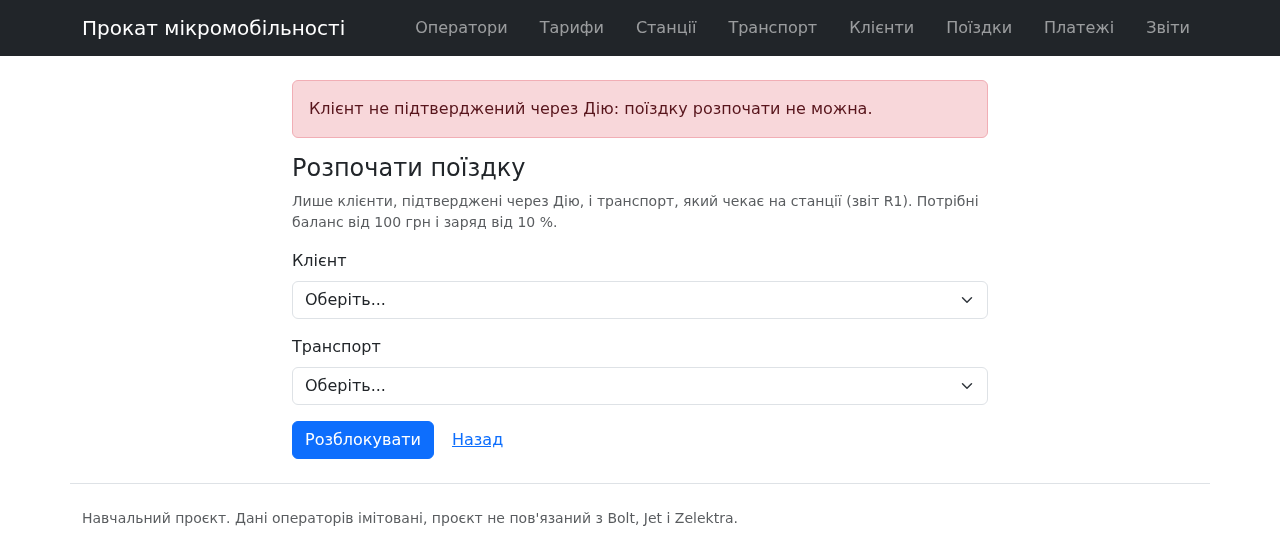 Прокат мікромобільності
Оператори Тарифи Станції Транспорт Клієнти Поїздки Платежі Звіти
Клієнт не підтверджений через Дію: поїздку розпочати не можна.
Розпочати поїздку
Лише клієнти, підтверджені через Дію, і транспорт, який чекає на станції (звіт R1). Потрібні
баланс від 100 грн і заряд від 10 %.
Клієнт
Оберіть...
Транспорт
Оберіть...
Розблокувати Назад
Навчальний проєкт. Дані операторів імітовані, проєкт не пов'язаний з Bolt, Jet і Zelektra.